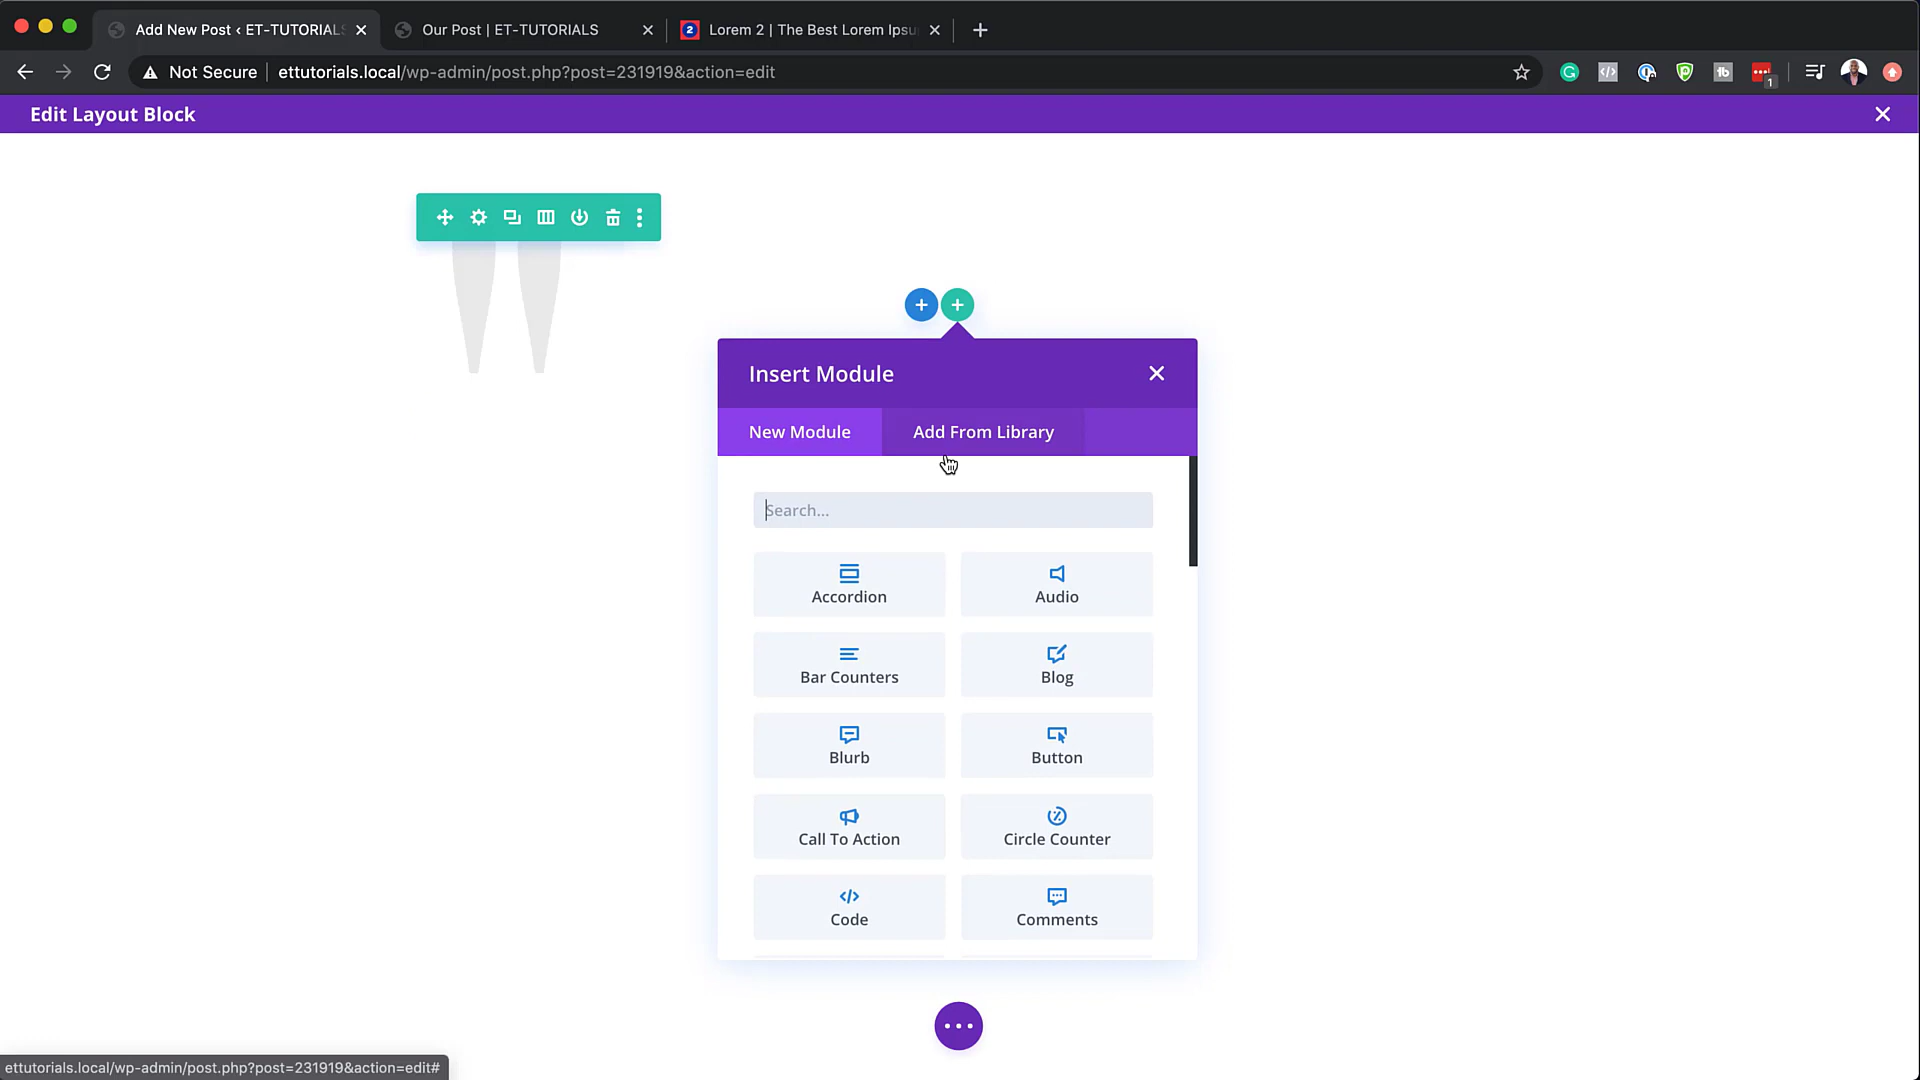 Add New Post ‹ ET-TUTORIALS
Our Post | ET-TUTORIALS
2
Lorem 2 | The Best Lorem Ipsu
Not Secure
ettutorials.local/wp-admin/post.php?post=231919&action=edit
1
Edit Layout Block
Insert Module
New Module
Add From Library
Search...
Accordion
Audio
Bar Counters
Blog
Blurb
Button
Call To Action
Circle Counter
Code
Comments
ettutorials.local/wp-admin/post.php?post=231919&action=edit#